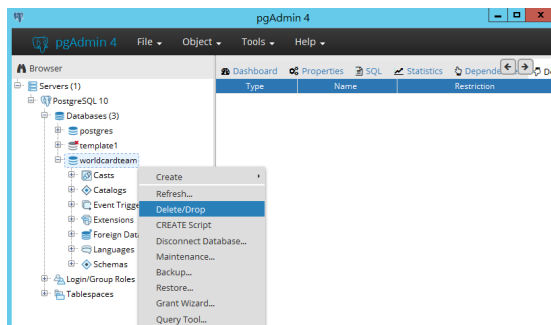 pgAdmin 4
pgAdmin 4 File Object Tools Help
Browser
Dashboard Properties SQL Statistics
Type Name Restriction
Servers (1)
PostgreSQL 10
Databases (3)
postgres
template1
worldcardteam
Casts
Catalogs
Event Trigge
Extensions
Foreign Dat
Languages
Schemas
Login/Group Roles
Tablespaces
Create
Refresh...
Delete/Drop
CREATE Script
Disconnect Database...
Maintenance...
Backup...
Restore...
Grant Wizard...
Query Tool...